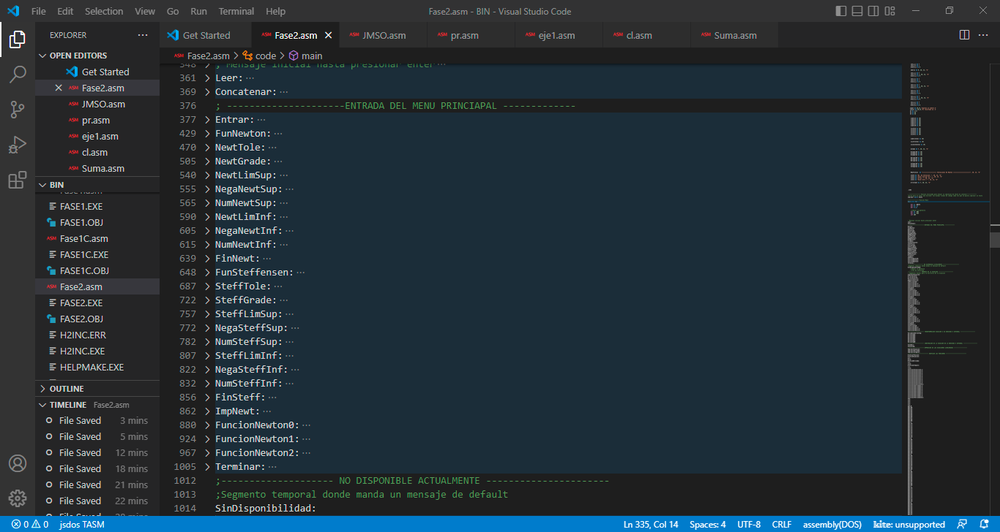 File Edit Selection View Go Run Terminal Help Fase2.asm - BIN - Visual Studio Code
EXPLORER
Get Started Fase2.asm JMSO.asm pr.asm eje1.asm cl.asm Suma.asm
OPEN EDITORS
Get Started
Fase2.asm
JMSO.asm
pr.asm
eje1.asm
cl.asm
Suma.asm
BIN
FASE1.EXE
FASE1.OBJ
Fase1C.asm
FASE1C.EXE
FASE1C.OBJ
Fase2.asm
FASE2.EXE
FASE2.OBJ
H2INC.ERR
H2INC.EXE
HELPMAKE.EXE
OUTLINE
TIMELINE Fase2.asm
File Saved 3 mins
File Saved 5 mins
File Saved 12 mins
File Saved 18 mins
File Saved 21 mins
File Saved 22 mins
Fase2.asm > code > main
348 ; Mensaje inicial hasta presionar enter ···
361 Leer: ···
369 Concatenar: ···
376 ; ---------------------ENTRADA DEL MENU PRINCIAPAL -------------
377 Entrar: ···
429 FunNewton: ···
470 NewtTole: ···
505 NewtGrade: ···
540 NewtLimSup: ···
555 NegaNewtSup: ···
565 NumNewtSup: ···
590 NewtLimInf: ···
605 NegaNewtInf: ···
615 NumNewtInf: ···
639 FinNewt: ···
648 FunSteffensen: ···
687 SteffTole: ···
722 SteffGrade: ···
757 SteffLimSup: ···
772 NegaSteffSup: ···
782 NumSteffSup: ···
807 SteffLimInf: ···
822 NegaSteffInf: ···
832 NumSteffInf: ···
856 FinSteff: ···
862 ImpNewt: ···
880 FuncionNewton0: ···
924 FuncionNewton1: ···
967 FuncionNewton2: ···
1005 Terminar: ···
1012 ;-------------------- NO DISPONIBLE ACTUALMENTE ----------------------
1013 ;Segmento temporal donde manda un mensaje de default
1014 SinDisponibilidad:
0 0 jsdos TASM Ln 335, Col 14 Spaces: 4 UTF-8 CRLF assembly(DOS) kite: unsupported